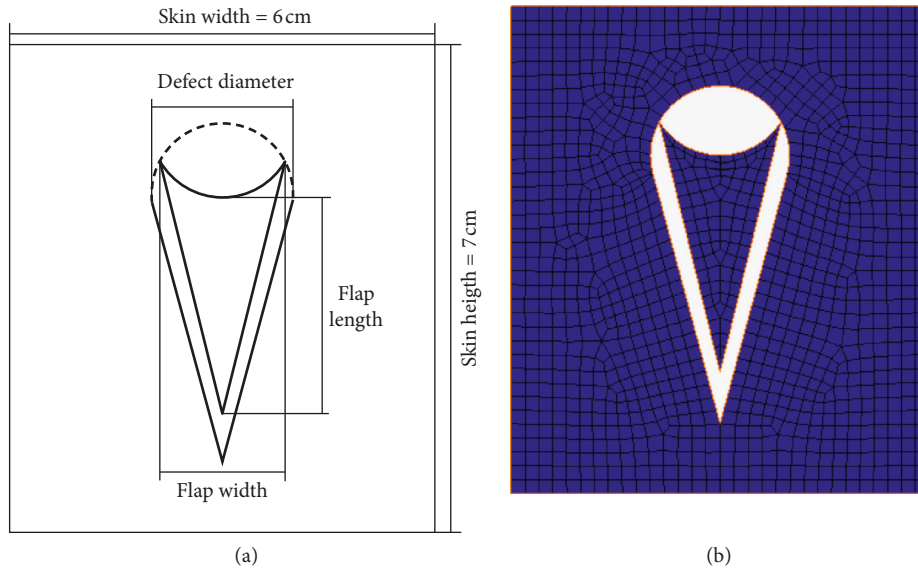 Skin width = 6 cm
Defect diameter
Flap
length
Skin heigth = 7 cm
Flap width
(a)
(b)